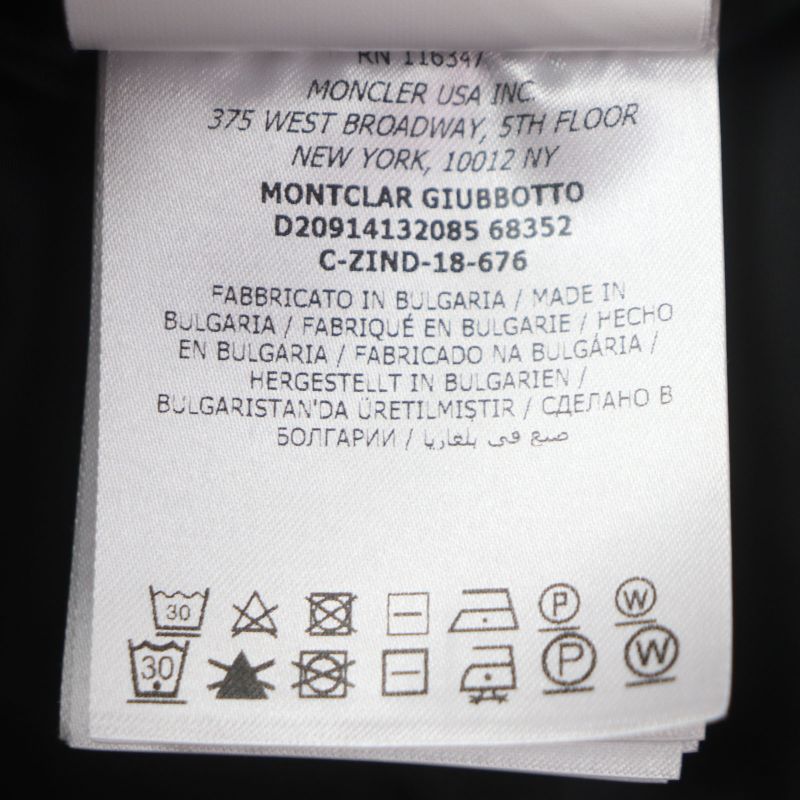 RN 116347
MONCLER USA INC.
375 WEST BROADWAY, 5TH FLOOR
NEW YORK, 10012 NY
MONTCLAR GIUBBOTTO
D20914132085 68352
C-ZIND-18-676
FABBRICATO IN BULGARIA / MADE IN
BULGARIA / FABRIQUÉ EN BULGARIE / HECHO
EN BULGARIA / FABRICADO NA BULGÁRIA /
HERGESTELLT IN BULGARIEN /
BULGARISTAN'DA ÜRETILMIŞTIR / СДЕЛАНО В
БОЛГАРИИ / صنع في بلغاريا
30 P W
30 P W